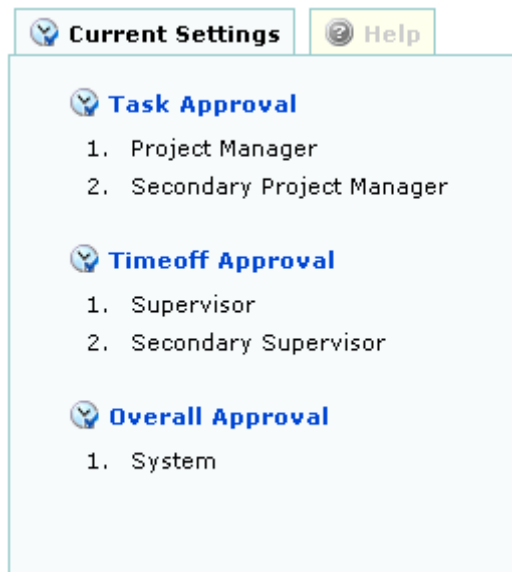 Current Settings Help
Task Approval
1. Project Manager
2. Secondary Project Manager
Timeoff Approval
1. Supervisor
2. Secondary Supervisor
Overall Approval
1. System